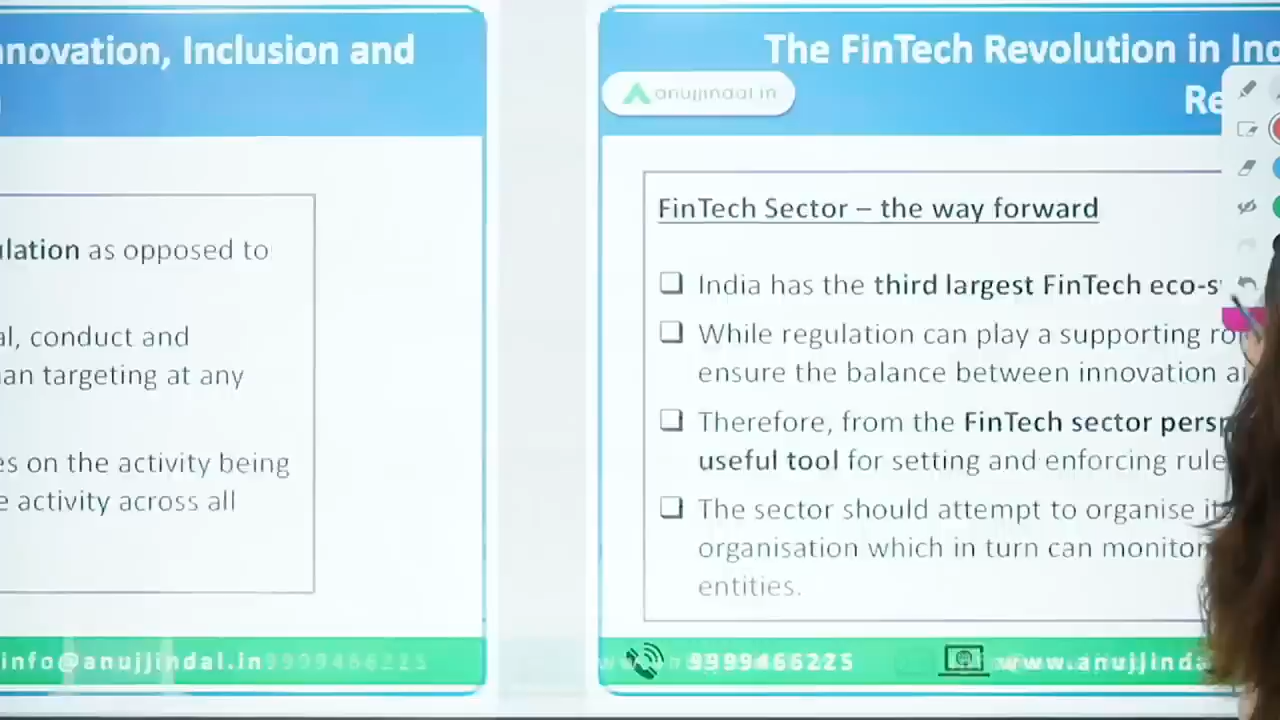 nnovation, Inclusion and
ulation as opposed to
al, conduct and
an targeting at any
es on the activity being
e activity across all
info@anujjindal.in
The FinTech Revolution in Ind
Re
anujjindal.in
FinTech Sector – the way forward
❑ India has the third largest FinTech eco-s
❑ While regulation can play a supporting ro
ensure the balance between innovation a
❑ Therefore, from the FinTech sector persp
useful tool for setting and enforcing rule
❑ The sector should attempt to organise its
organisation which in turn can monitor
entities.
9999466225
www.anujjinda